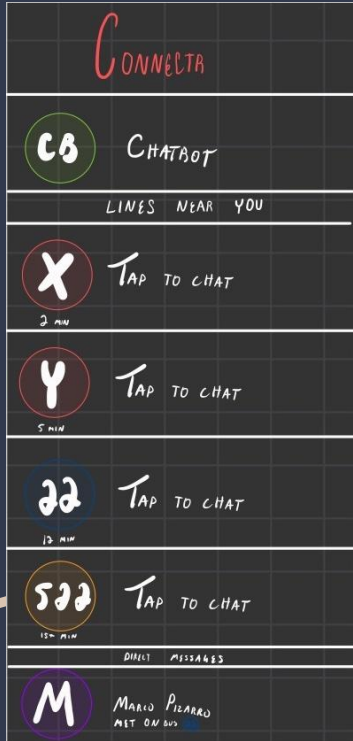 CONNECTR
CB
CHATBOT
LINES NEAR YOU
X
TAP TO CHAT
2 MIN
Y
TAP TO CHAT
5 MIN
22
TAP TO CHAT
12 MIN
522
TAP TO CHAT
15+ MIN
DIRECT MESSAGES
M
MARCO PIZARRO
MET ON BUS